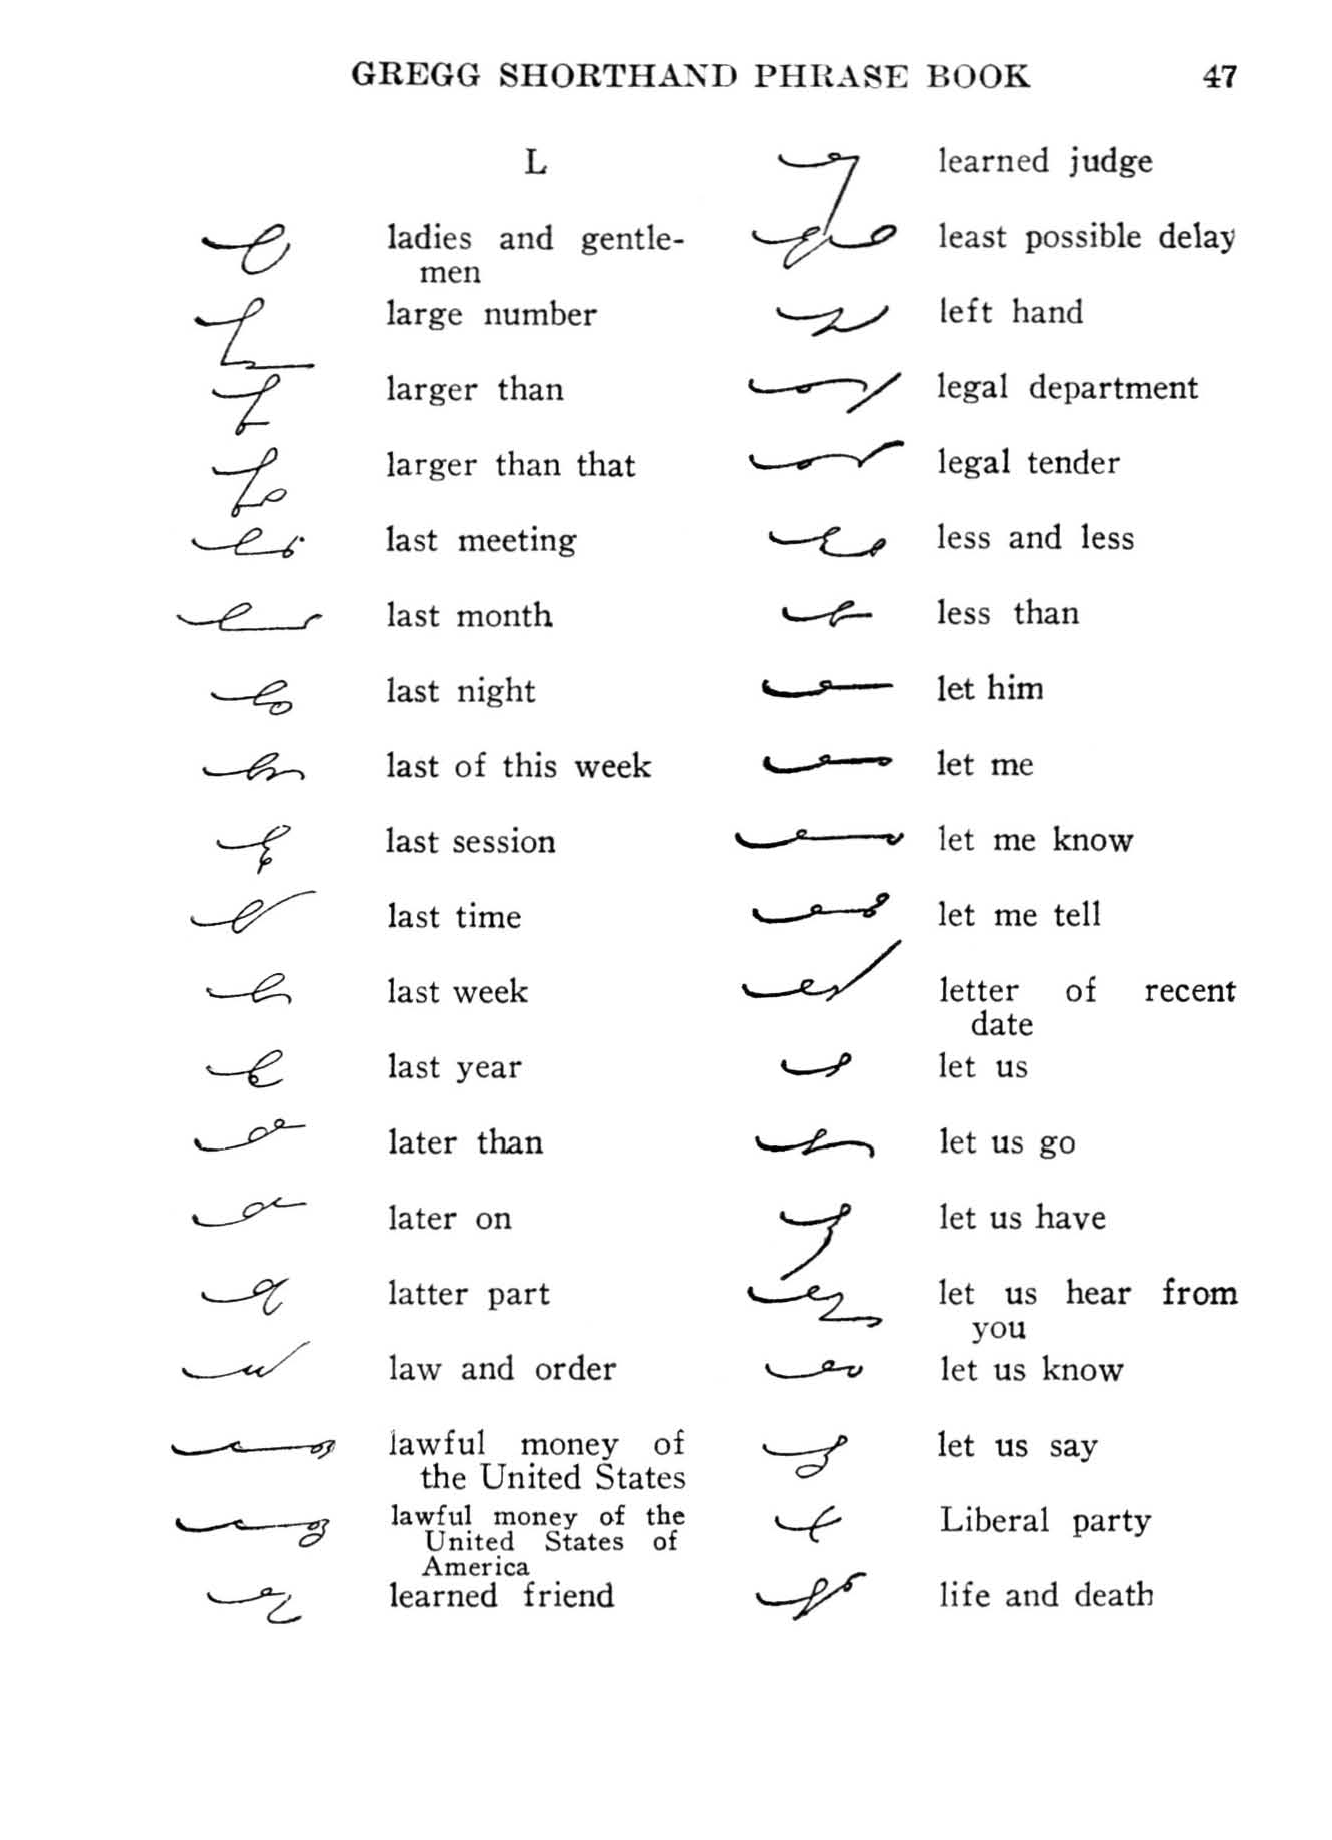 GREGG SHORTHAND PHRASE BOOK 47
L
ladies and gentle-
men
large number
larger than
larger than that
last meeting
last month
last night
last of this week
last session
last time
last week
last year
later than
later on
latter part
law and order
lawful money of
the United States
lawful money of the
United States of
America
learned friend
learned judge
least possible delay
left hand
legal department
legal tender
less and less
less than
let him
let me
let me know
let me tell
letter of recent
date
let us
let us go
let us have
let us hear from
you
let us know
let us say
Liberal party
life and death